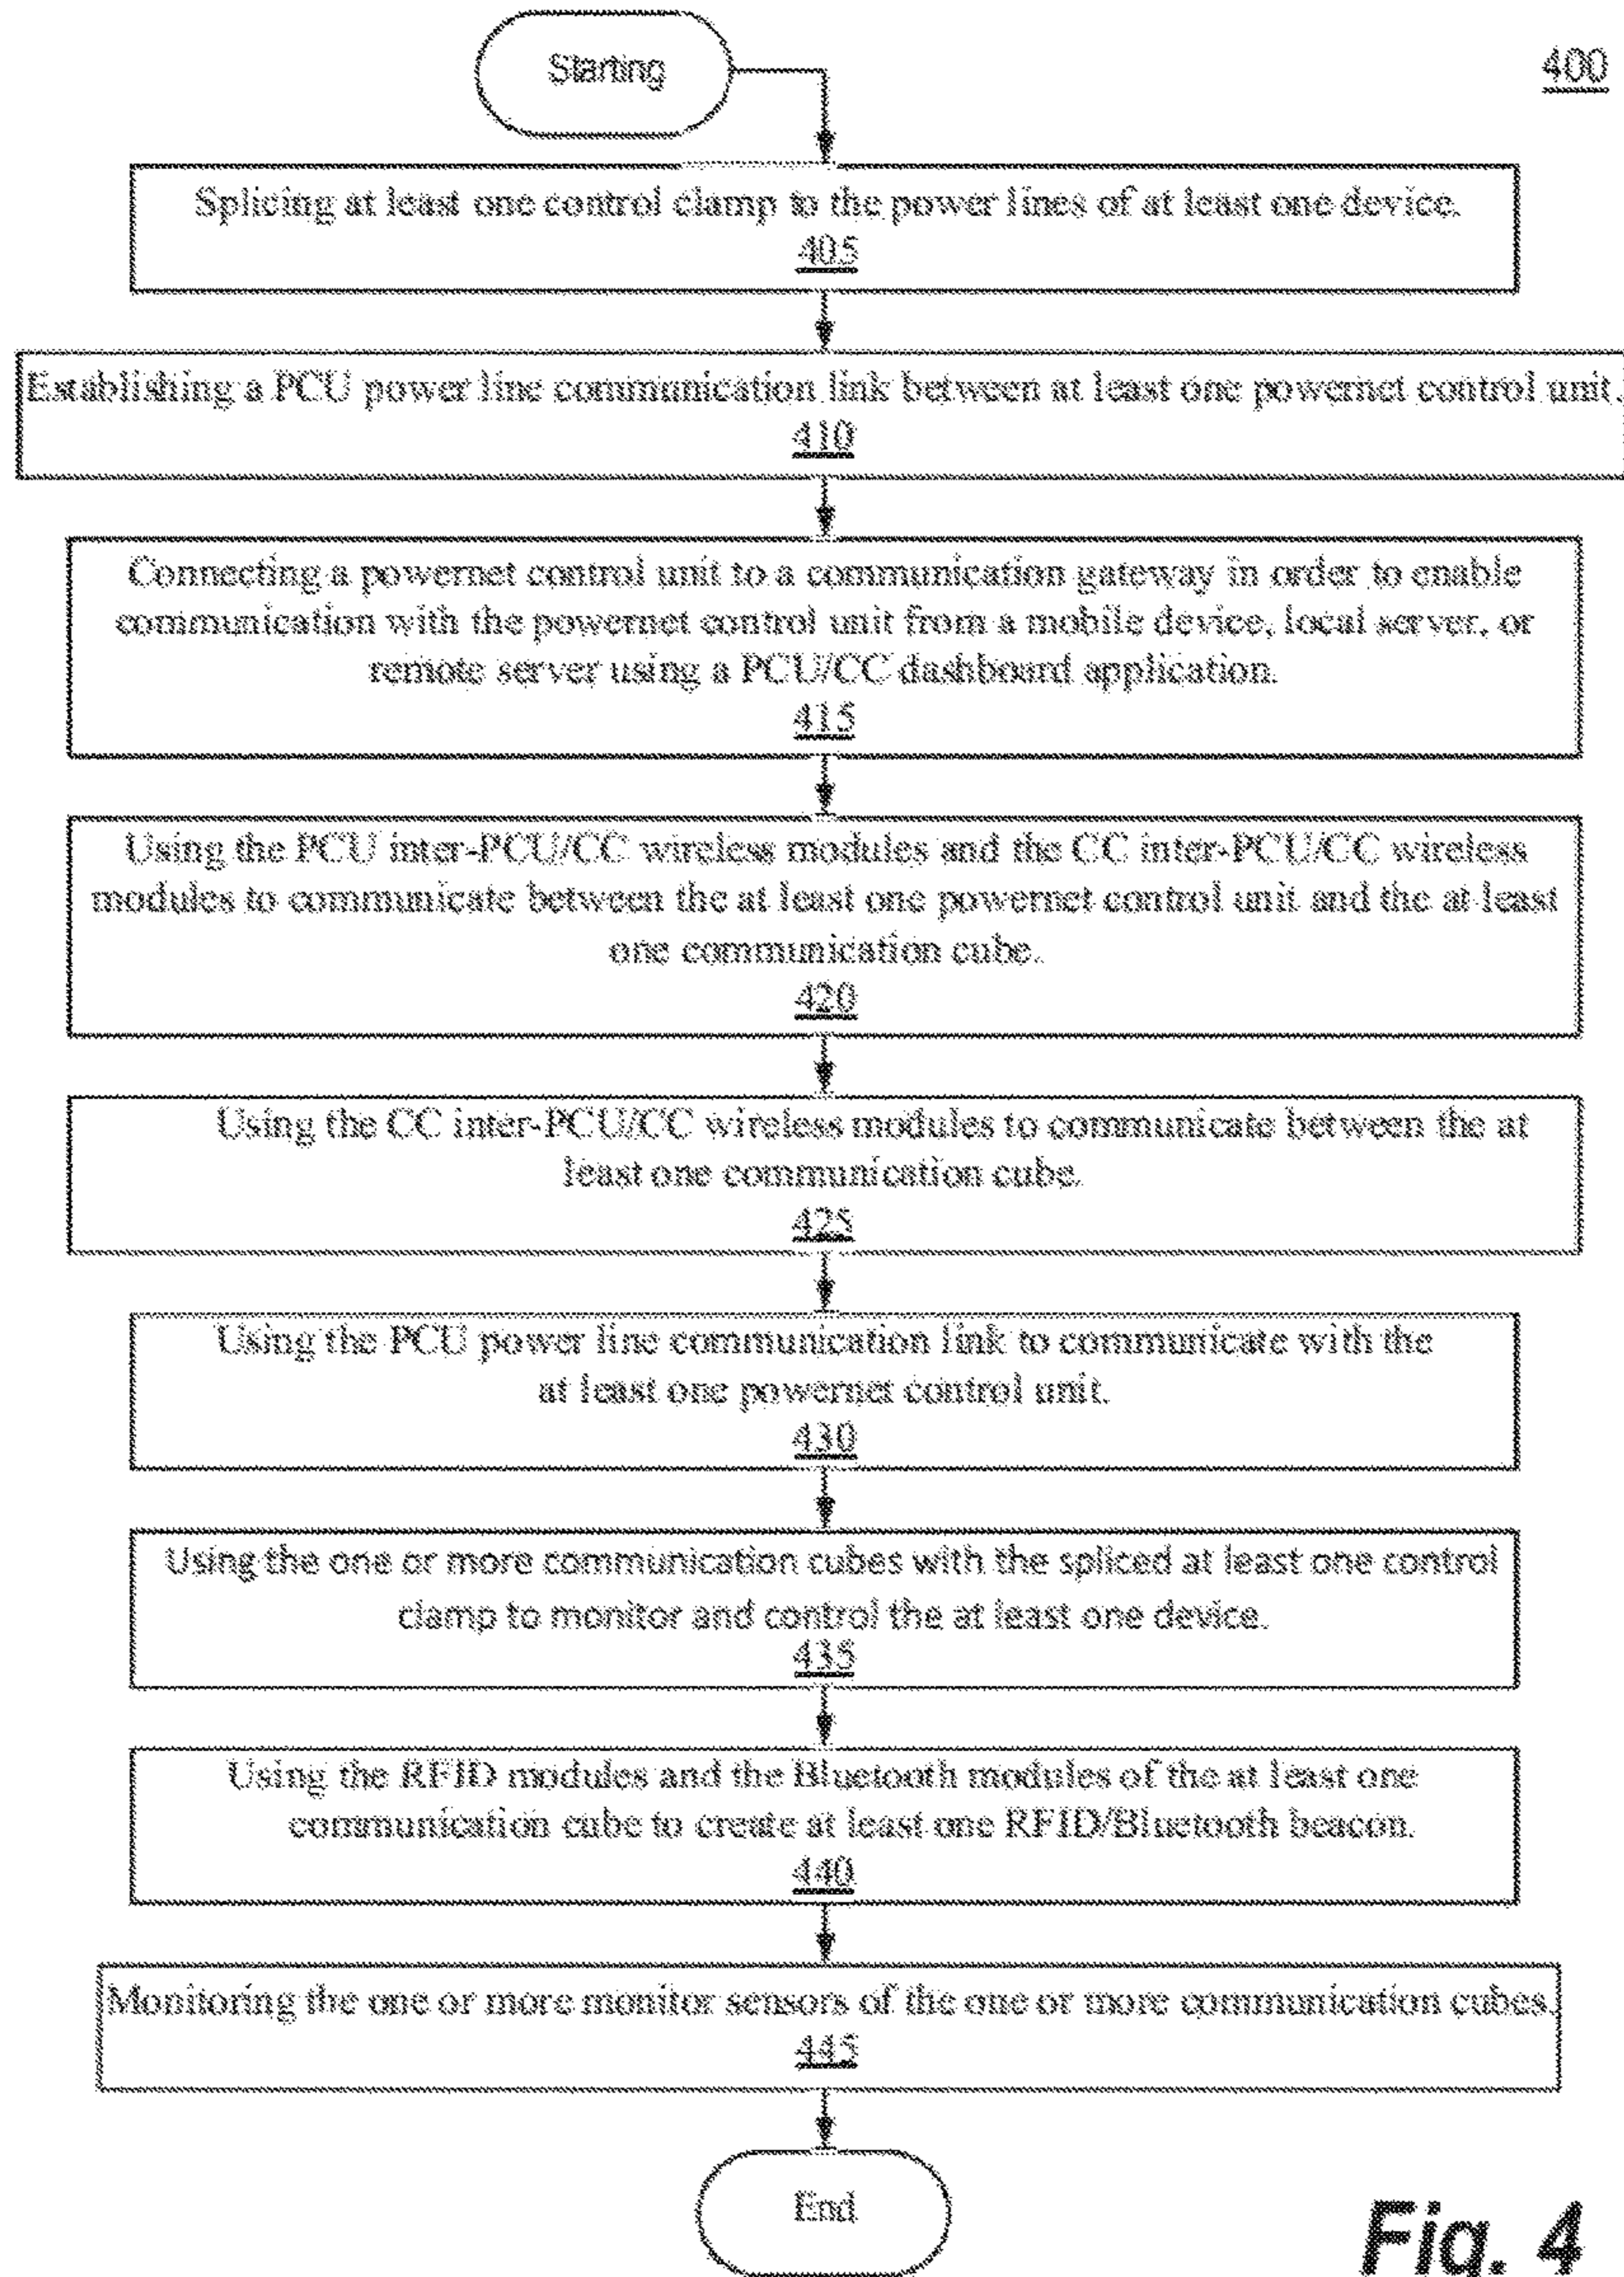 Starting
400
Splicing at least one control clamp to the power lines of at least one device.
405
Establishing a PCU power line communication link between at least one powernet control unit.
410
Connecting a powernet control unit to a communication gateway in order to enable
communication with the powernet control unit from a mobile device, local server, or
remote server using a PCU/CC dashboard application.
415
Using the PCU inter-PCU/CC wireless modules and the CC inter-PCU/CC wireless
modules to communicate between the at least one powernet control unit and the at least
one communication cube.
420
Using the CC inter-PCU/CC wireless modules to communicate between the at
least one communication cube.
425
Using the PCU power line communication link to communicate with the
at least one powernet control unit.
430
Using the one or more communication cubes with the spliced at least one control
clamp to monitor and control the at least one device.
435
Using the RFID modules and the Bluetooth modules of the at least one
communication cube to create at least one RFID/Bluetooth beacon.
440
Monitoring the one or more monitor sensors of the one or more communication cubes.
445
End
Fig. 4